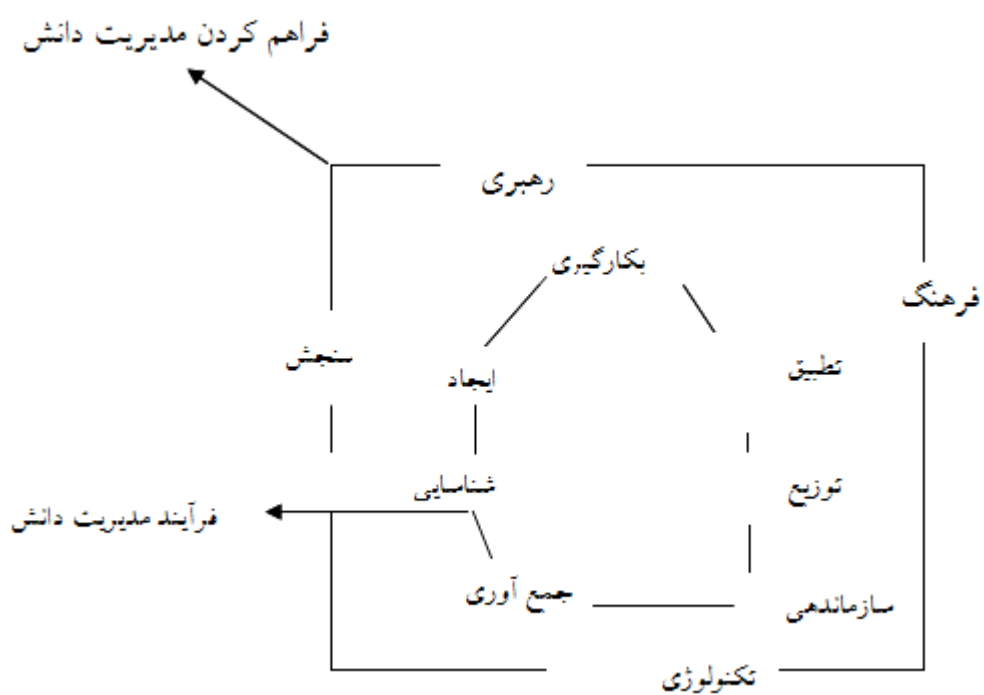 فراهم کردن مدیریت دانش
رهبری
بکارگیری
فرهنگ
سنجش
تطبیق
ایجاد
شناسایی
توزیع
فرآیند مدیریت دانش
جمع آوری
سازماندهی
تکنولوژی